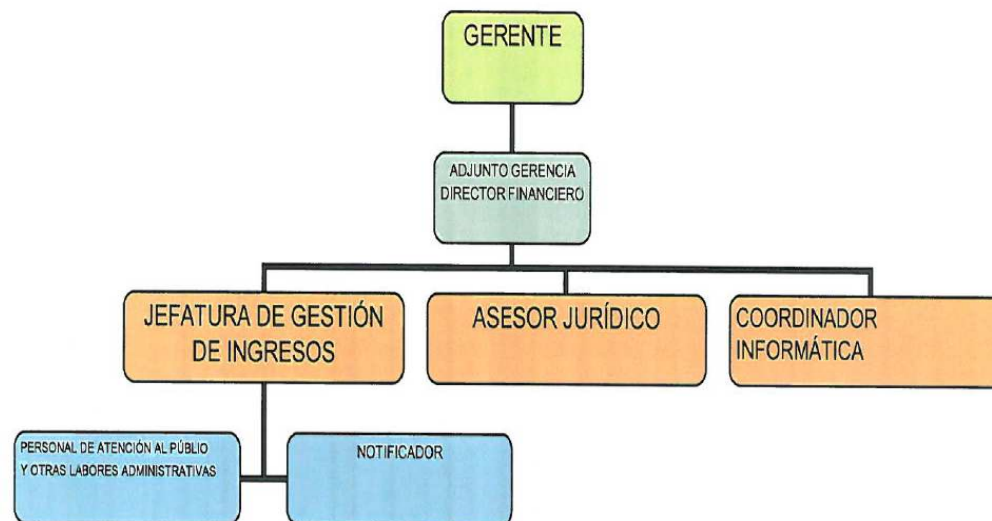 GERENTE
ADJUNTO GERENCIA
DIRECTOR FINANCIERO
JEFATURA DE GESTIÓN
DE INGRESOS
ASESOR JURÍDICO
COORDINADOR
INFORMÁTICA
PERSONAL DE ATENCIÓN AL PÚBLIO
Y OTRAS LABORES ADMINISTRATIVAS
NOTIFICADOR